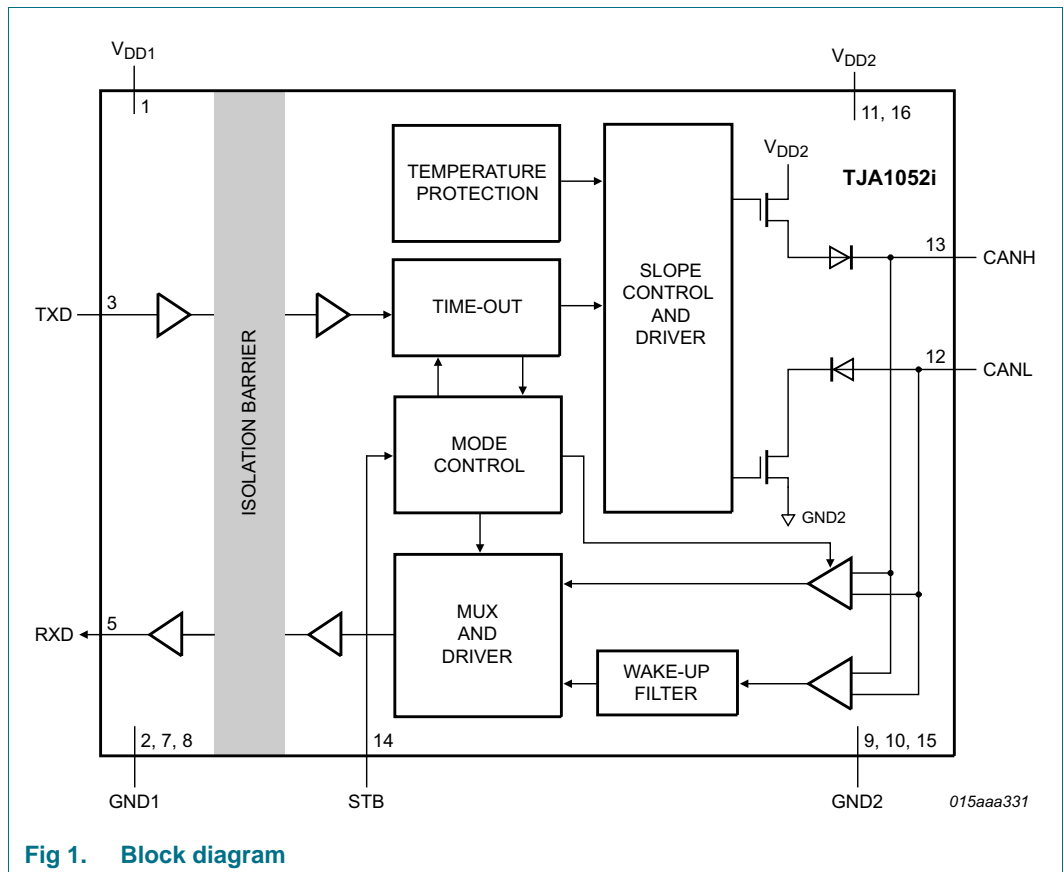 VDD1
VDD2
1
11, 16
TEMPERATURE
PROTECTION
VDD2
TJA1052i
13
CANH
SLOPE
CONTROL
AND
DRIVER
TXD
3
TIME-OUT
12
CANL
ISOLATION BARRIER
MODE
CONTROL
GND2
RXD
5
MUX
AND
DRIVER
WAKE-UP
FILTER
2, 7, 8
14
9, 10, 15
GND1
STB
GND2
015aaa331
Fig 1. Block diagram